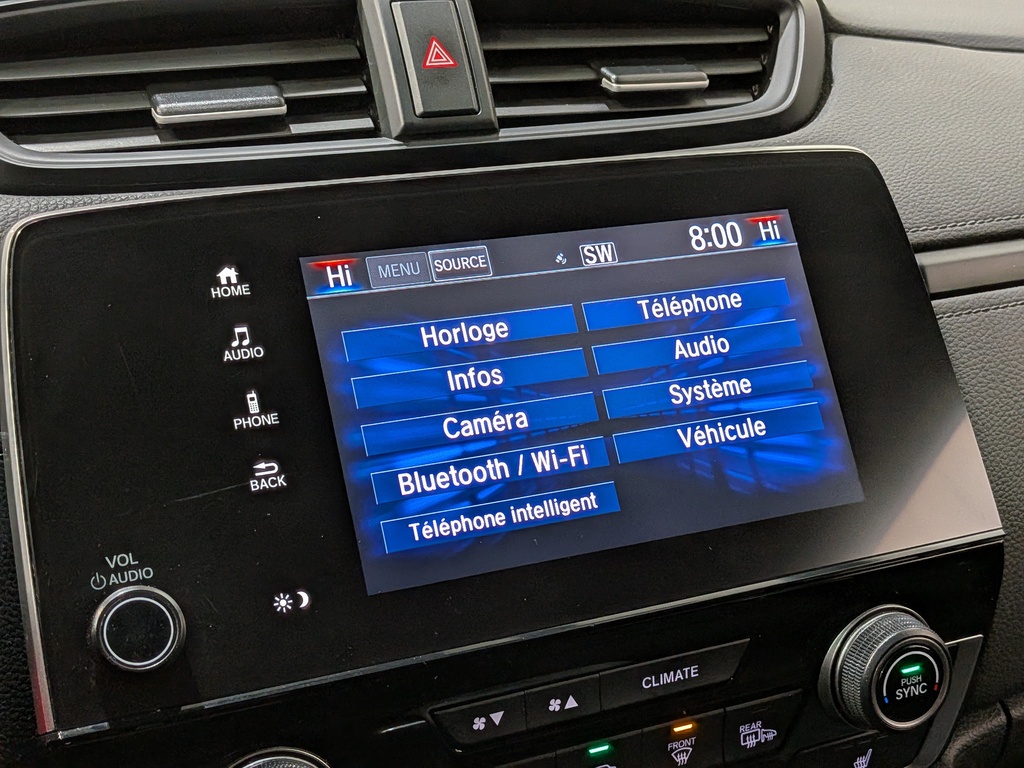 Hi MENU SOURCE SW 8:00 Hi
HOME
AUDIO
PHONE
BACK
Horloge
Téléphone
Infos
Audio
Caméra
Système
Bluetooth / Wi-Fi
Véhicule
Téléphone intelligent
VOL
AUDIO
CLIMATE
PUSH
SYNC
FRONT
REAR